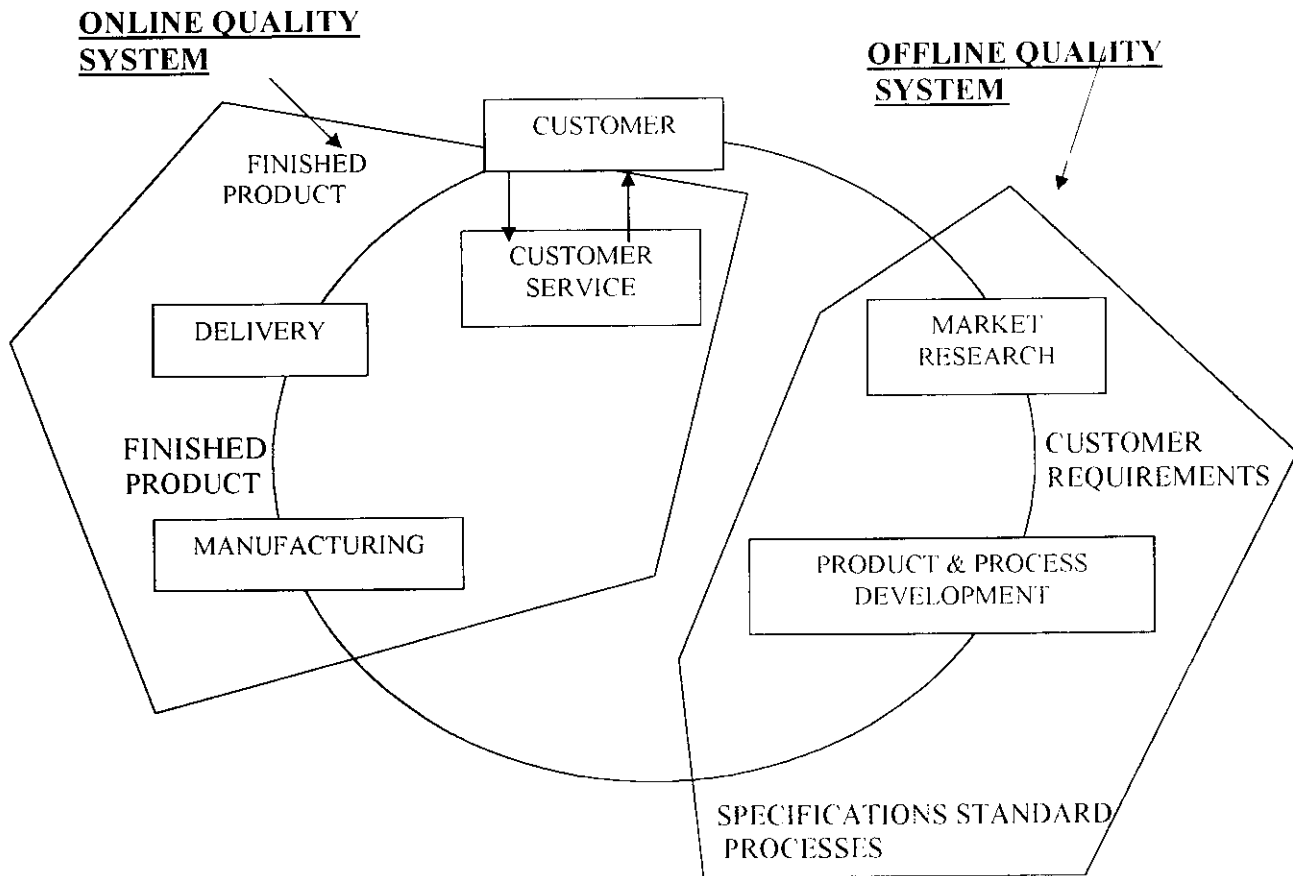 ONLINE QUALITY
SYSTEM
OFFLINE QUALITY
SYSTEM
CUSTOMER
FINISHED
PRODUCT
CUSTOMER
SERVICE
DELIVERY
MARKET
RESEARCH
FINISHED
PRODUCT
CUSTOMER
REQUIREMENTS
MANUFACTURING
PRODUCT & PROCESS
DEVELOPMENT
SPECIFICATIONS STANDARD
PROCESSES